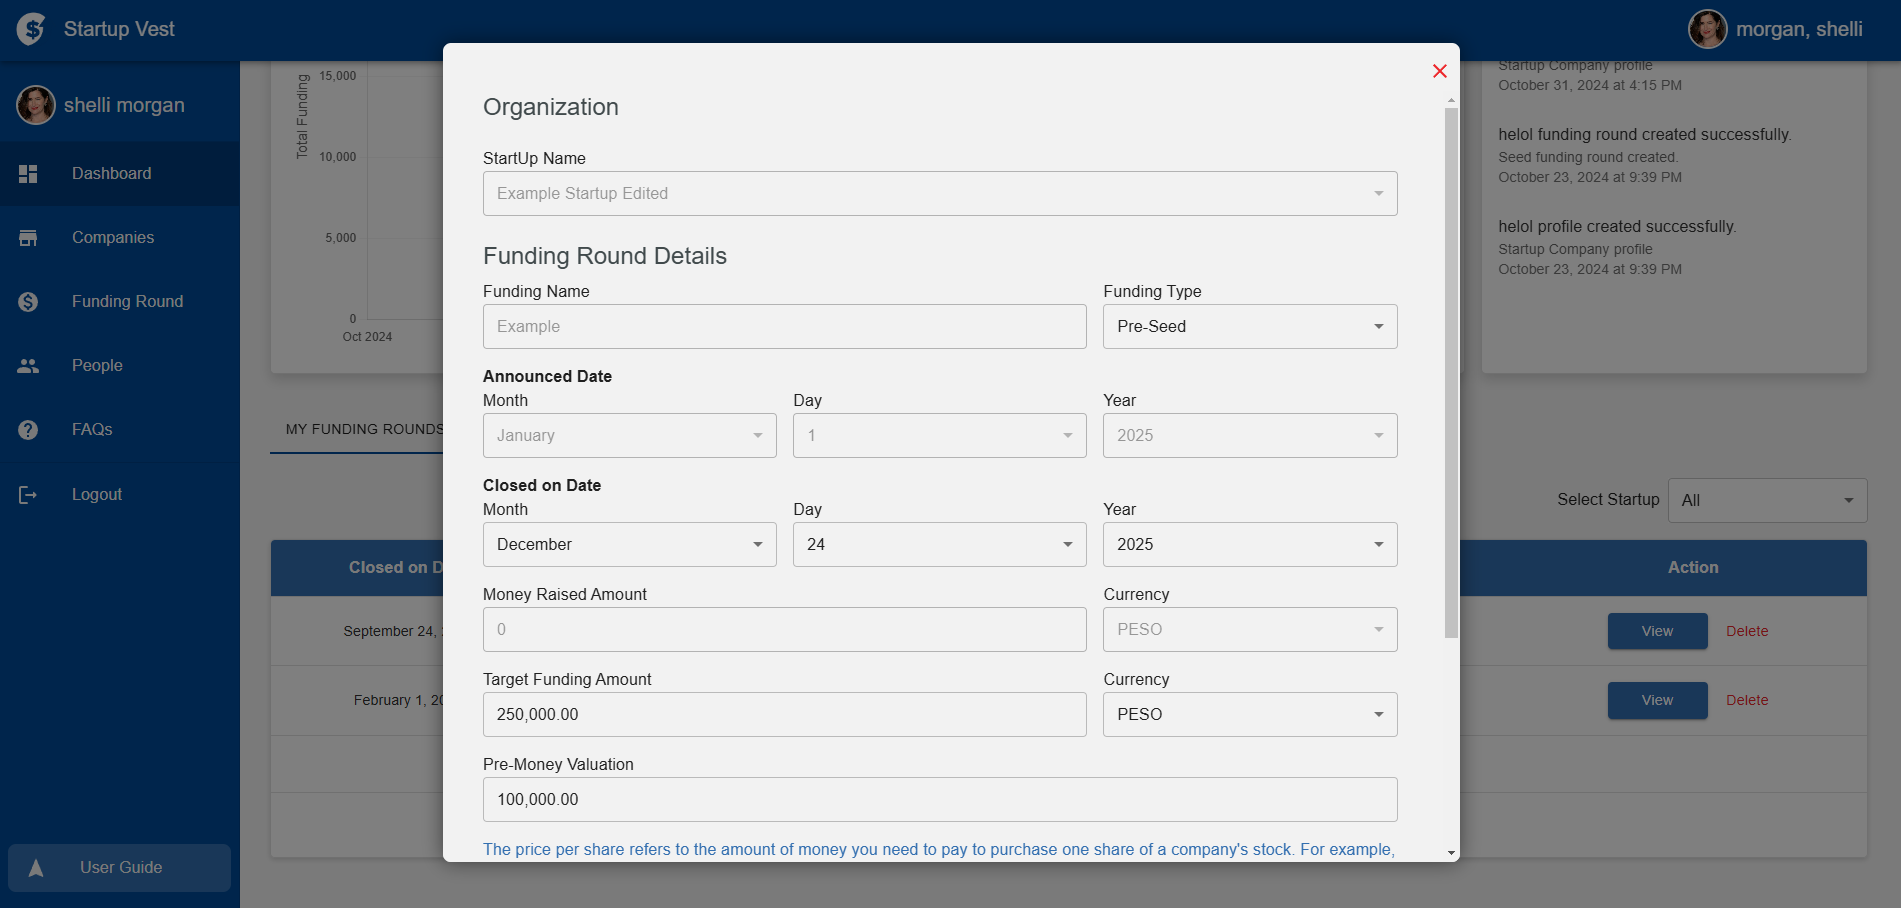 Startup Vest
morgan, shelli
shelli morgan
Dashboard
Companies
Funding Round
People
FAQs
Logout
User Guide
Total Funding
15,000
10,000
5,000
0
Oct 2024
MY FUNDING ROUNDS
Closed on D
September 24,
February 1, 20
Organization
StartUp Name
Example Startup Edited
Funding Round Details
Funding Name
Funding Type
Example
Pre-Seed
Announced Date
Month
Day
Year
January
1
2025
Closed on Date
Month
Day
Year
December
24
2025
Money Raised Amount
Currency
0
PESO
Target Funding Amount
Currency
250,000.00
PESO
Pre-Money Valuation
100,000.00
The price per share refers to the amount of money you need to pay to purchase one share of a company's stock. For example,
Startup Company profile
October 31, 2024 at 4:15 PM
helol funding round created successfully.
Seed funding round created.
October 23, 2024 at 9:39 PM
helol profile created successfully.
Startup Company profile
October 23, 2024 at 9:39 PM
Select Startup
All
Action
View
Delete
View
Delete